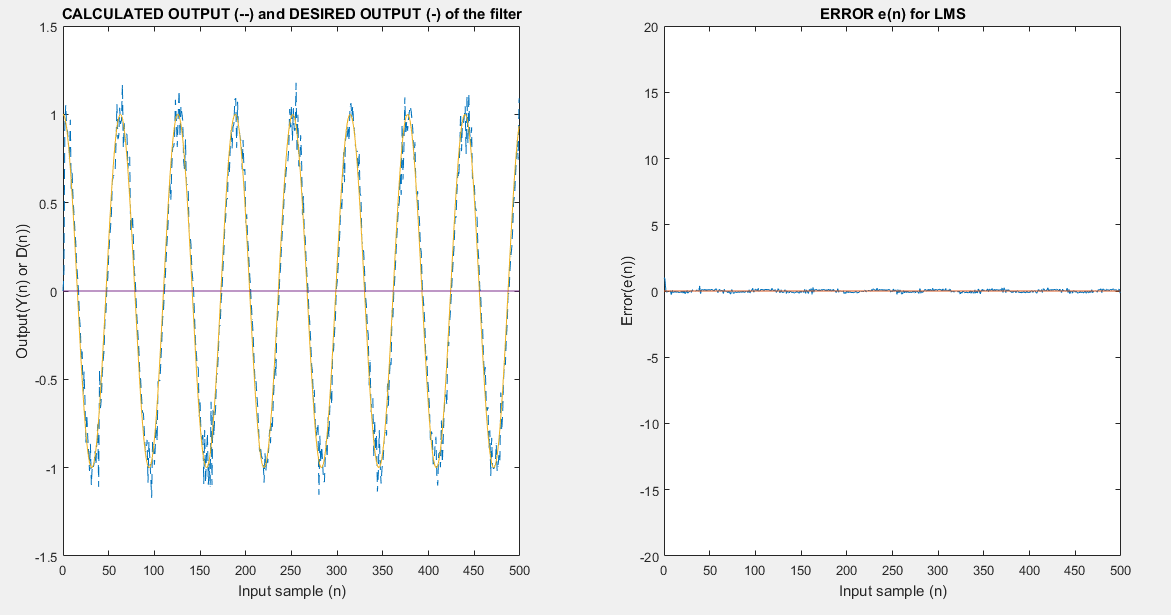 CALCULATED OUTPUT (--) and DESIRED OUTPUT (-) of the filter
1.5
1
0.5
0
-0.5
-1
-1.5
Output(Y(n) or D(n))
0 50 100 150 200 250 300 350 400 450 500
Input sample (n)
ERROR e(n) for LMS
20
15
10
5
0
-5
-10
-15
-20
Error(e(n))
0 50 100 150 200 250 300 350 400 450 500
Input sample (n)